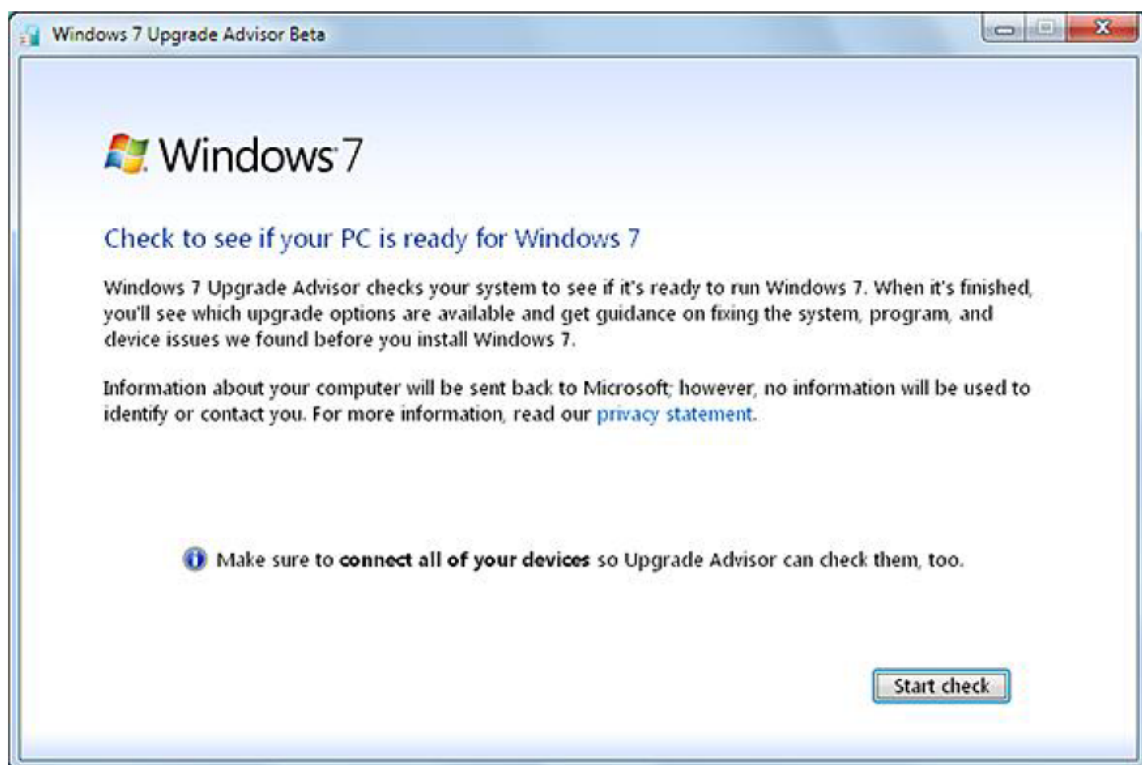 Windows 7 Upgrade Advisor Beta
Windows 7
Check to see if your PC is ready for Windows 7
Windows 7 Upgrade Advisor checks your system to see if it's ready to run Windows 7. When it's finished,
you'll see which upgrade options are available and get guidance on fixing the system, program, and
device issues we found before you install Windows 7.
Information about your computer will be sent back to Microsoft; however, no information will be used to
identify or contact you. For more information, read our privacy statement.
Make sure to connect all of your devices so Upgrade Advisor can check them, too.
Start check